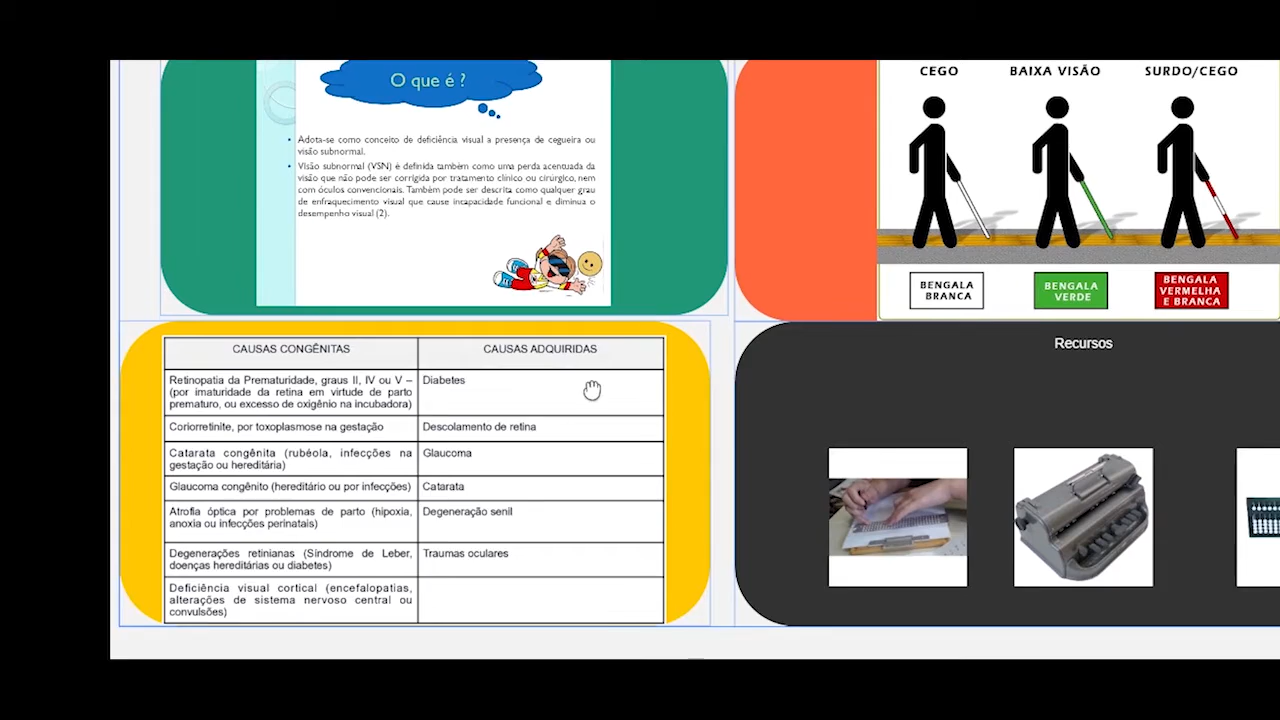 O que é ?
• Adota-se como conceito de deficiência visual a presença de cegueira ou
visão subnormal.
• Visão subnormal (VSN) é definida também como uma perda acentuada da
visão que não pode ser corrigida por tratamento clínico ou cirúrgico, nem
com óculos convencionais. Também pode ser descrita como qualquer grau
de enfraquecimento visual que cause incapacidade funcional e diminua o
desempenho visual (2).
CEGO
BAIXA VISÃO
SURDO/CEGO
BENGALA
BRANCA
BENGALA
VERDE
BENGALA
VERMELHA
E BRANCA
CAUSAS CONGÊNITAS
CAUSAS ADQUIRIDAS
Retinopatia da Prematuridade, graus II, IV ou V –
(por imaturidade da retina em virtude de parto
prematuro, ou excesso de oxigênio na incubadora)
Diabetes
Coriorretinite, por toxoplasmose na gestação
Descolamento de retina
Catarata congênita (rubéola, infecções na
gestação ou hereditária)
Glaucoma
Glaucoma congênito (hereditário ou por infecções)
Catarata
Atrofia óptica por problemas de parto (hipoxia,
anoxia ou infecções perinatais)
Degeneração senil
Degenerações retinianas (Síndrome de Leber,
doenças hereditárias ou diabetes)
Traumas oculares
Deficiência visual cortical (encefalopatias,
alterações de sistema nervoso central ou
convulsões)
Recursos